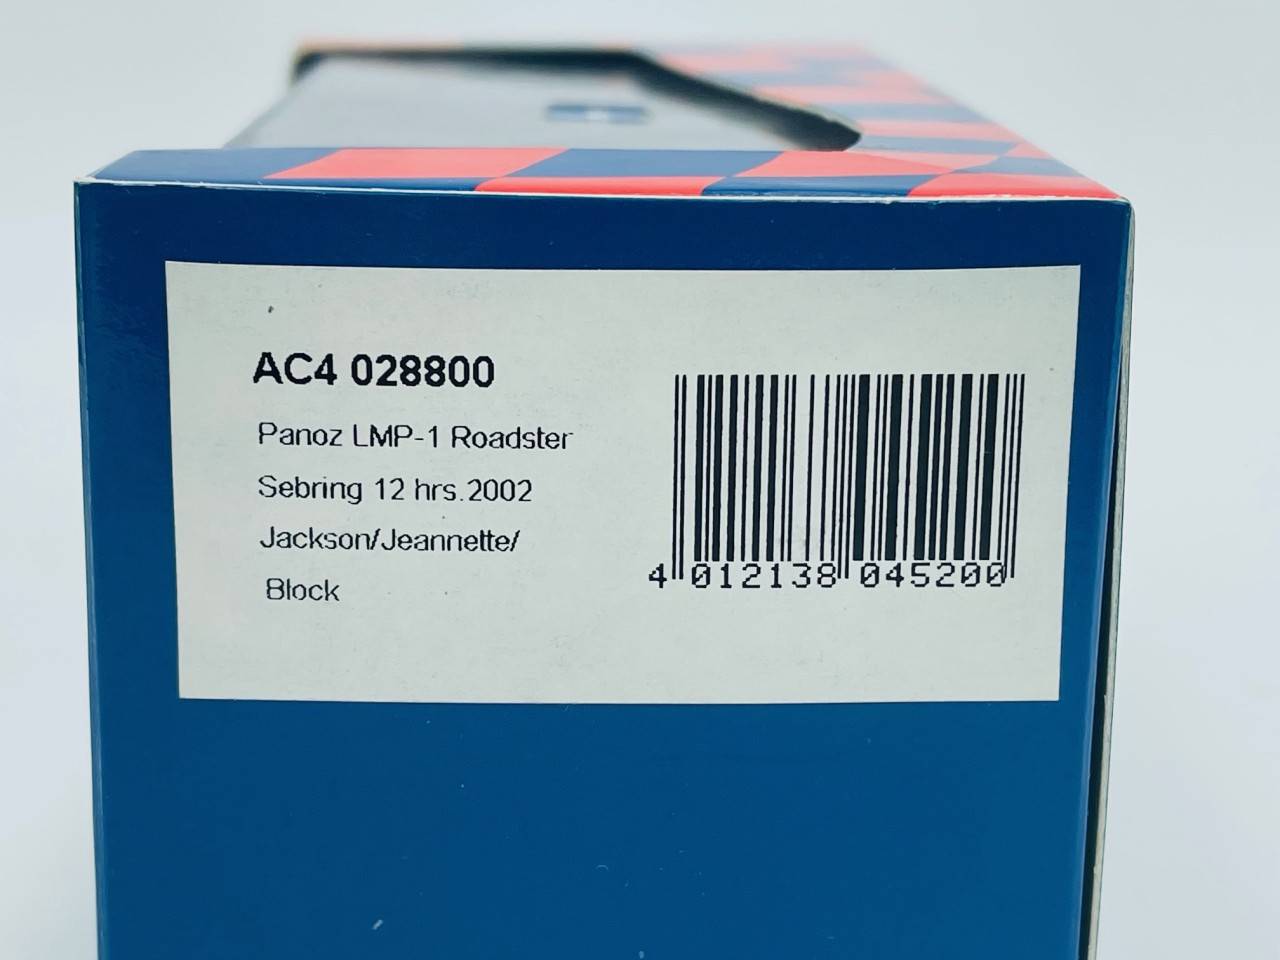 AC4 028800
Panoz LMP-1 Roadster
Sebring 12 hrs.2002
Jackson/Jeannette/
Block
4 012138 045200